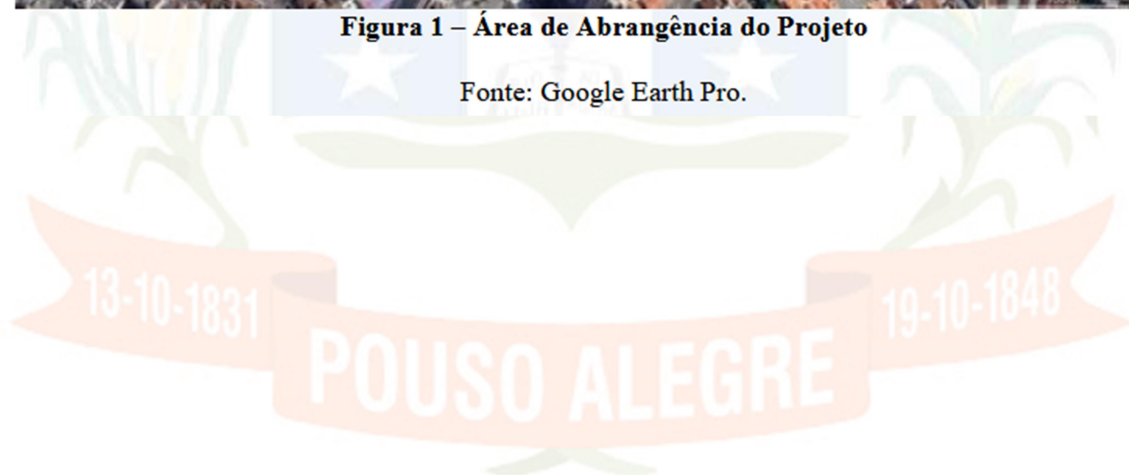 Figura 1 – Área de Abrangência do Projeto
Fonte: Google Earth Pro.
13-10-1831
19-10-1848
POUSO ALEGRE